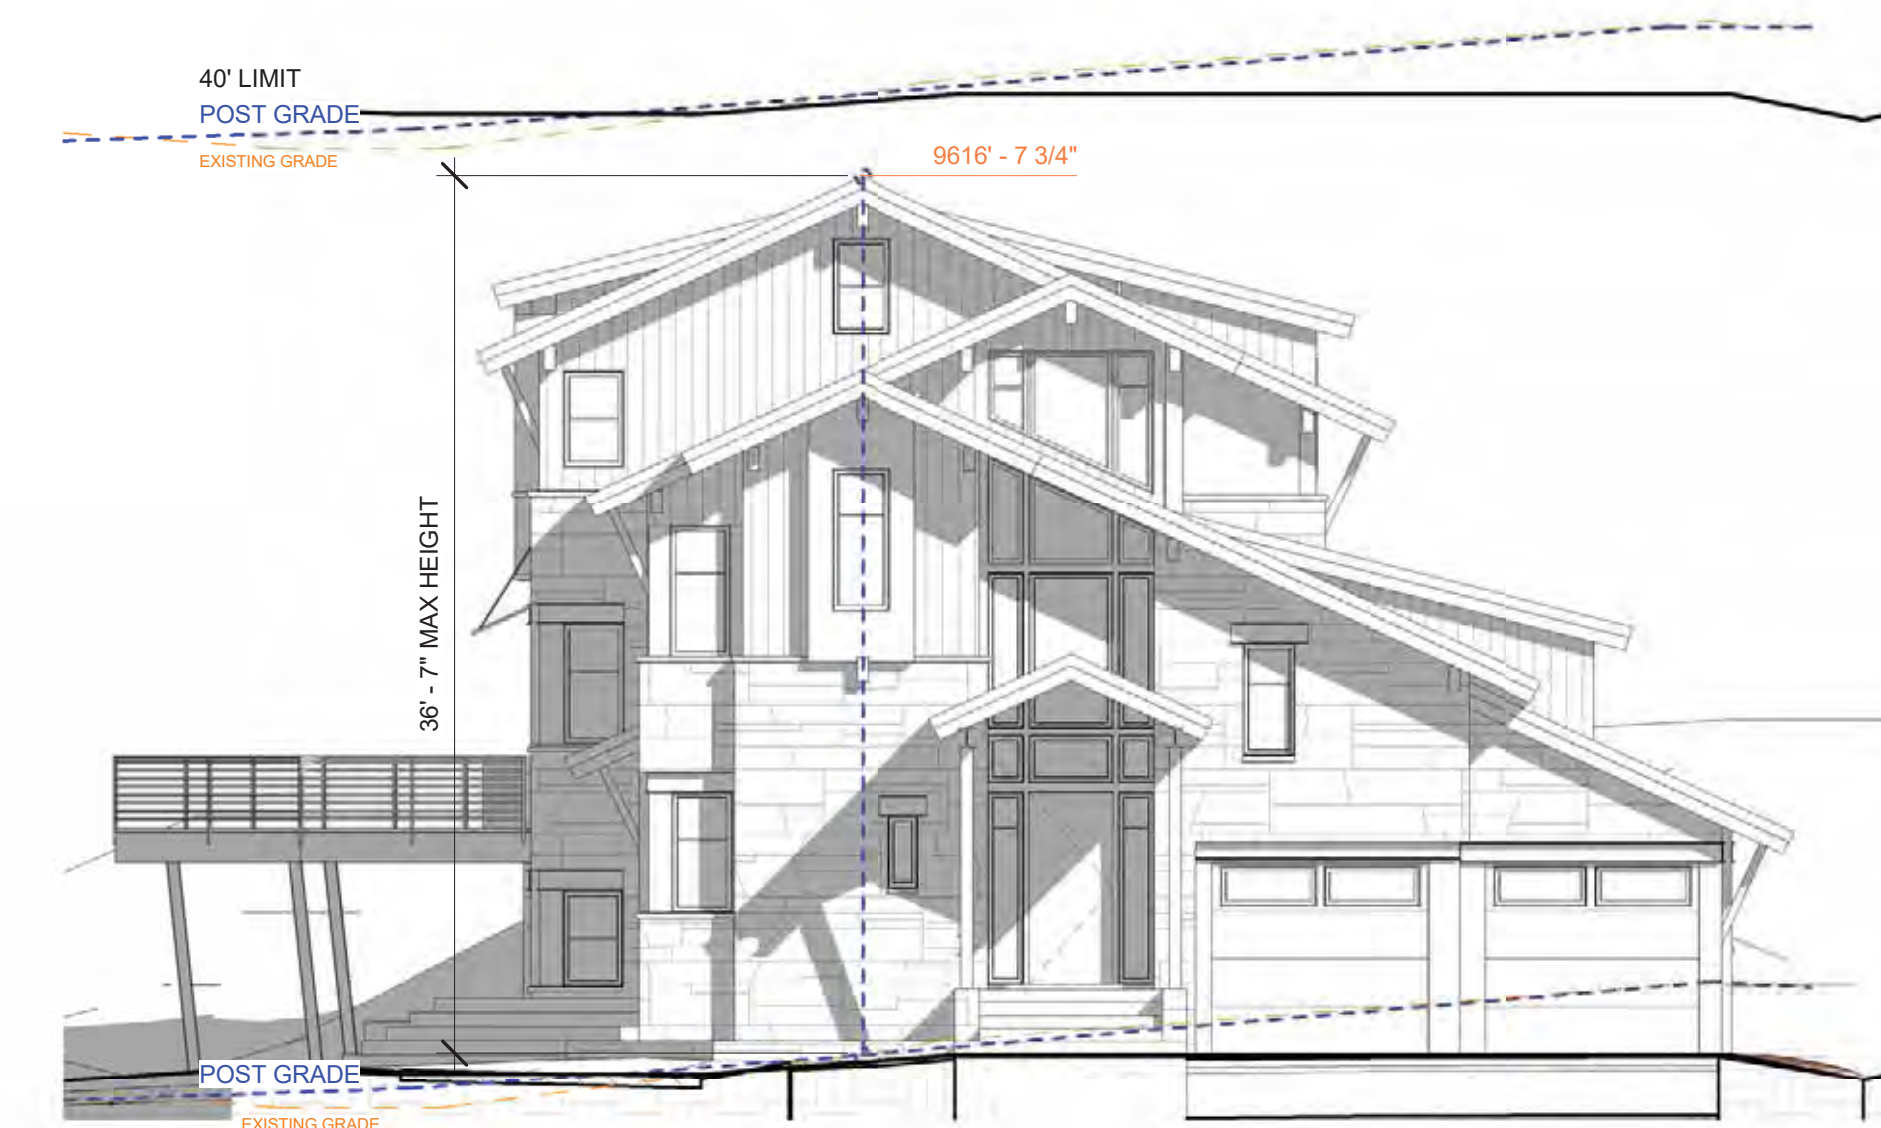 40' LIMIT
POST GRADE
EXISTING GRADE
9616' - 7 3/4"
36' - 7" MAX HEIGHT
POST GRADE
EXISTING GRADE